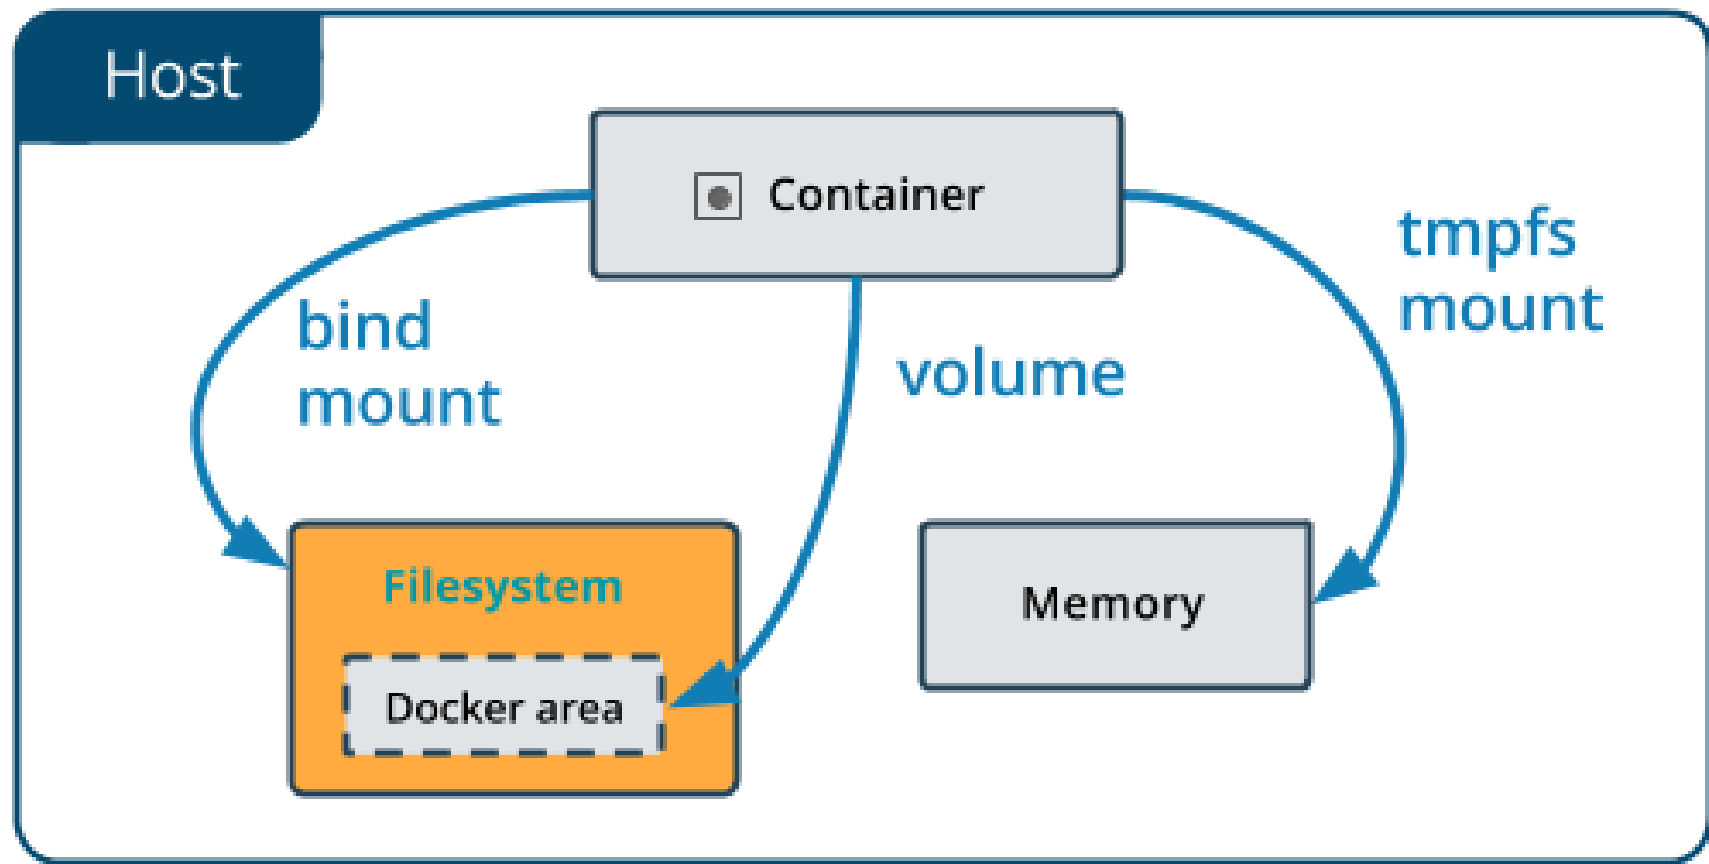 Host
Container
tmpfs
mount
bind
mount
volume
Filesystem
Memory
Docker area